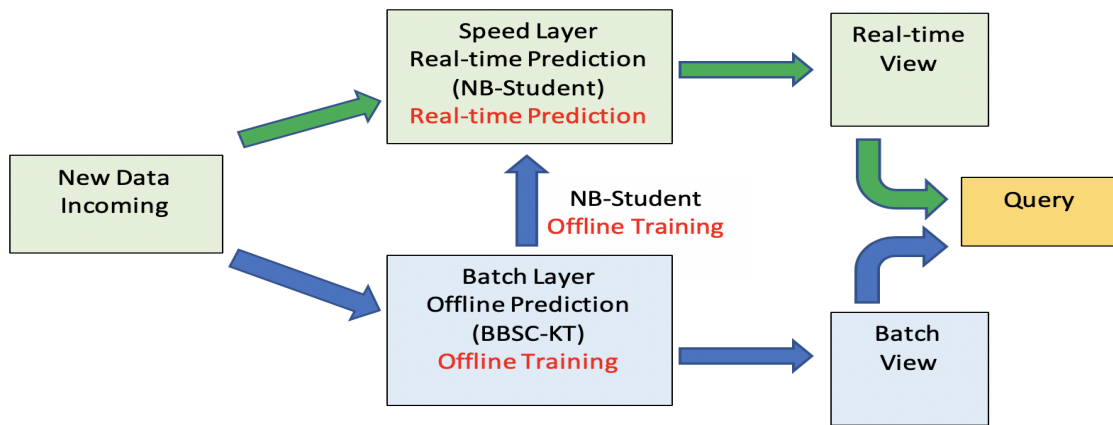 Speed Layer
Real-time Prediction
(NB-Student)
Real-time Prediction
Real-time
View
New Data
Incoming
NB-Student
Offline Training
Query
Batch Layer
Offline Prediction
(BBSC-KT)
Offline Training
Batch
View